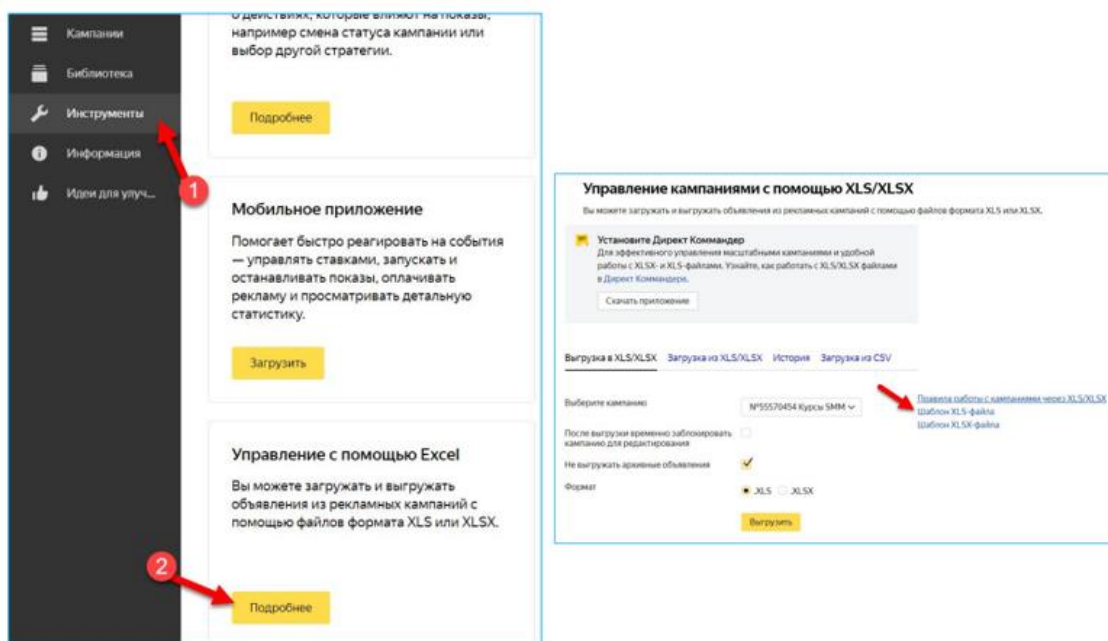 Кампании
Библиотека
Инструменты
Информация
Идеи для улуч...
1
о действиях, которые влияют на показы,
например смена статуса кампании или
выбор другой стратегии.
Подробнее
Мобильное приложение
Помогает быстро реагировать на события
— управлять ставками, запускать и
останавливать показы, оплачивать
рекламу и просматривать детальную
статистику.
Загрузить
Управление с помощью Excel
Вы можете загружать и выгружать
объявления из рекламных кампаний с
помощью файлов формата XLS или XLSX.
2
Подробнее
Управление кампаниями с помощью XLS/XLSX
Вы можете загружать и выгружать объявления из рекламных кампаний с помощью файлов формата XLS или XLSX.
Установите Директ Коммандер
Для эффективного управления масштабными кампаниями и удобной
работы с XLSX- и XLS-файлами. Узнайте, как работать с XLS/XLSX файлами
в Директ Коммандере.
Скачать приложение
Выгрузка в XLS/XLSX Загрузка из XLS/XLSX История Загрузка из CSV
Выберите кампанию
№55570454 Курсы SMM
Правила работы с кампаниями через XLS/XLSX
Шаблон XLS-файла
Шаблон XLSX-файла
После выгрузки временно заблокировать
кампанию для редактирования
Не выгружать архивные объявления
Формат
.XLS .XLSX
Выгрузить